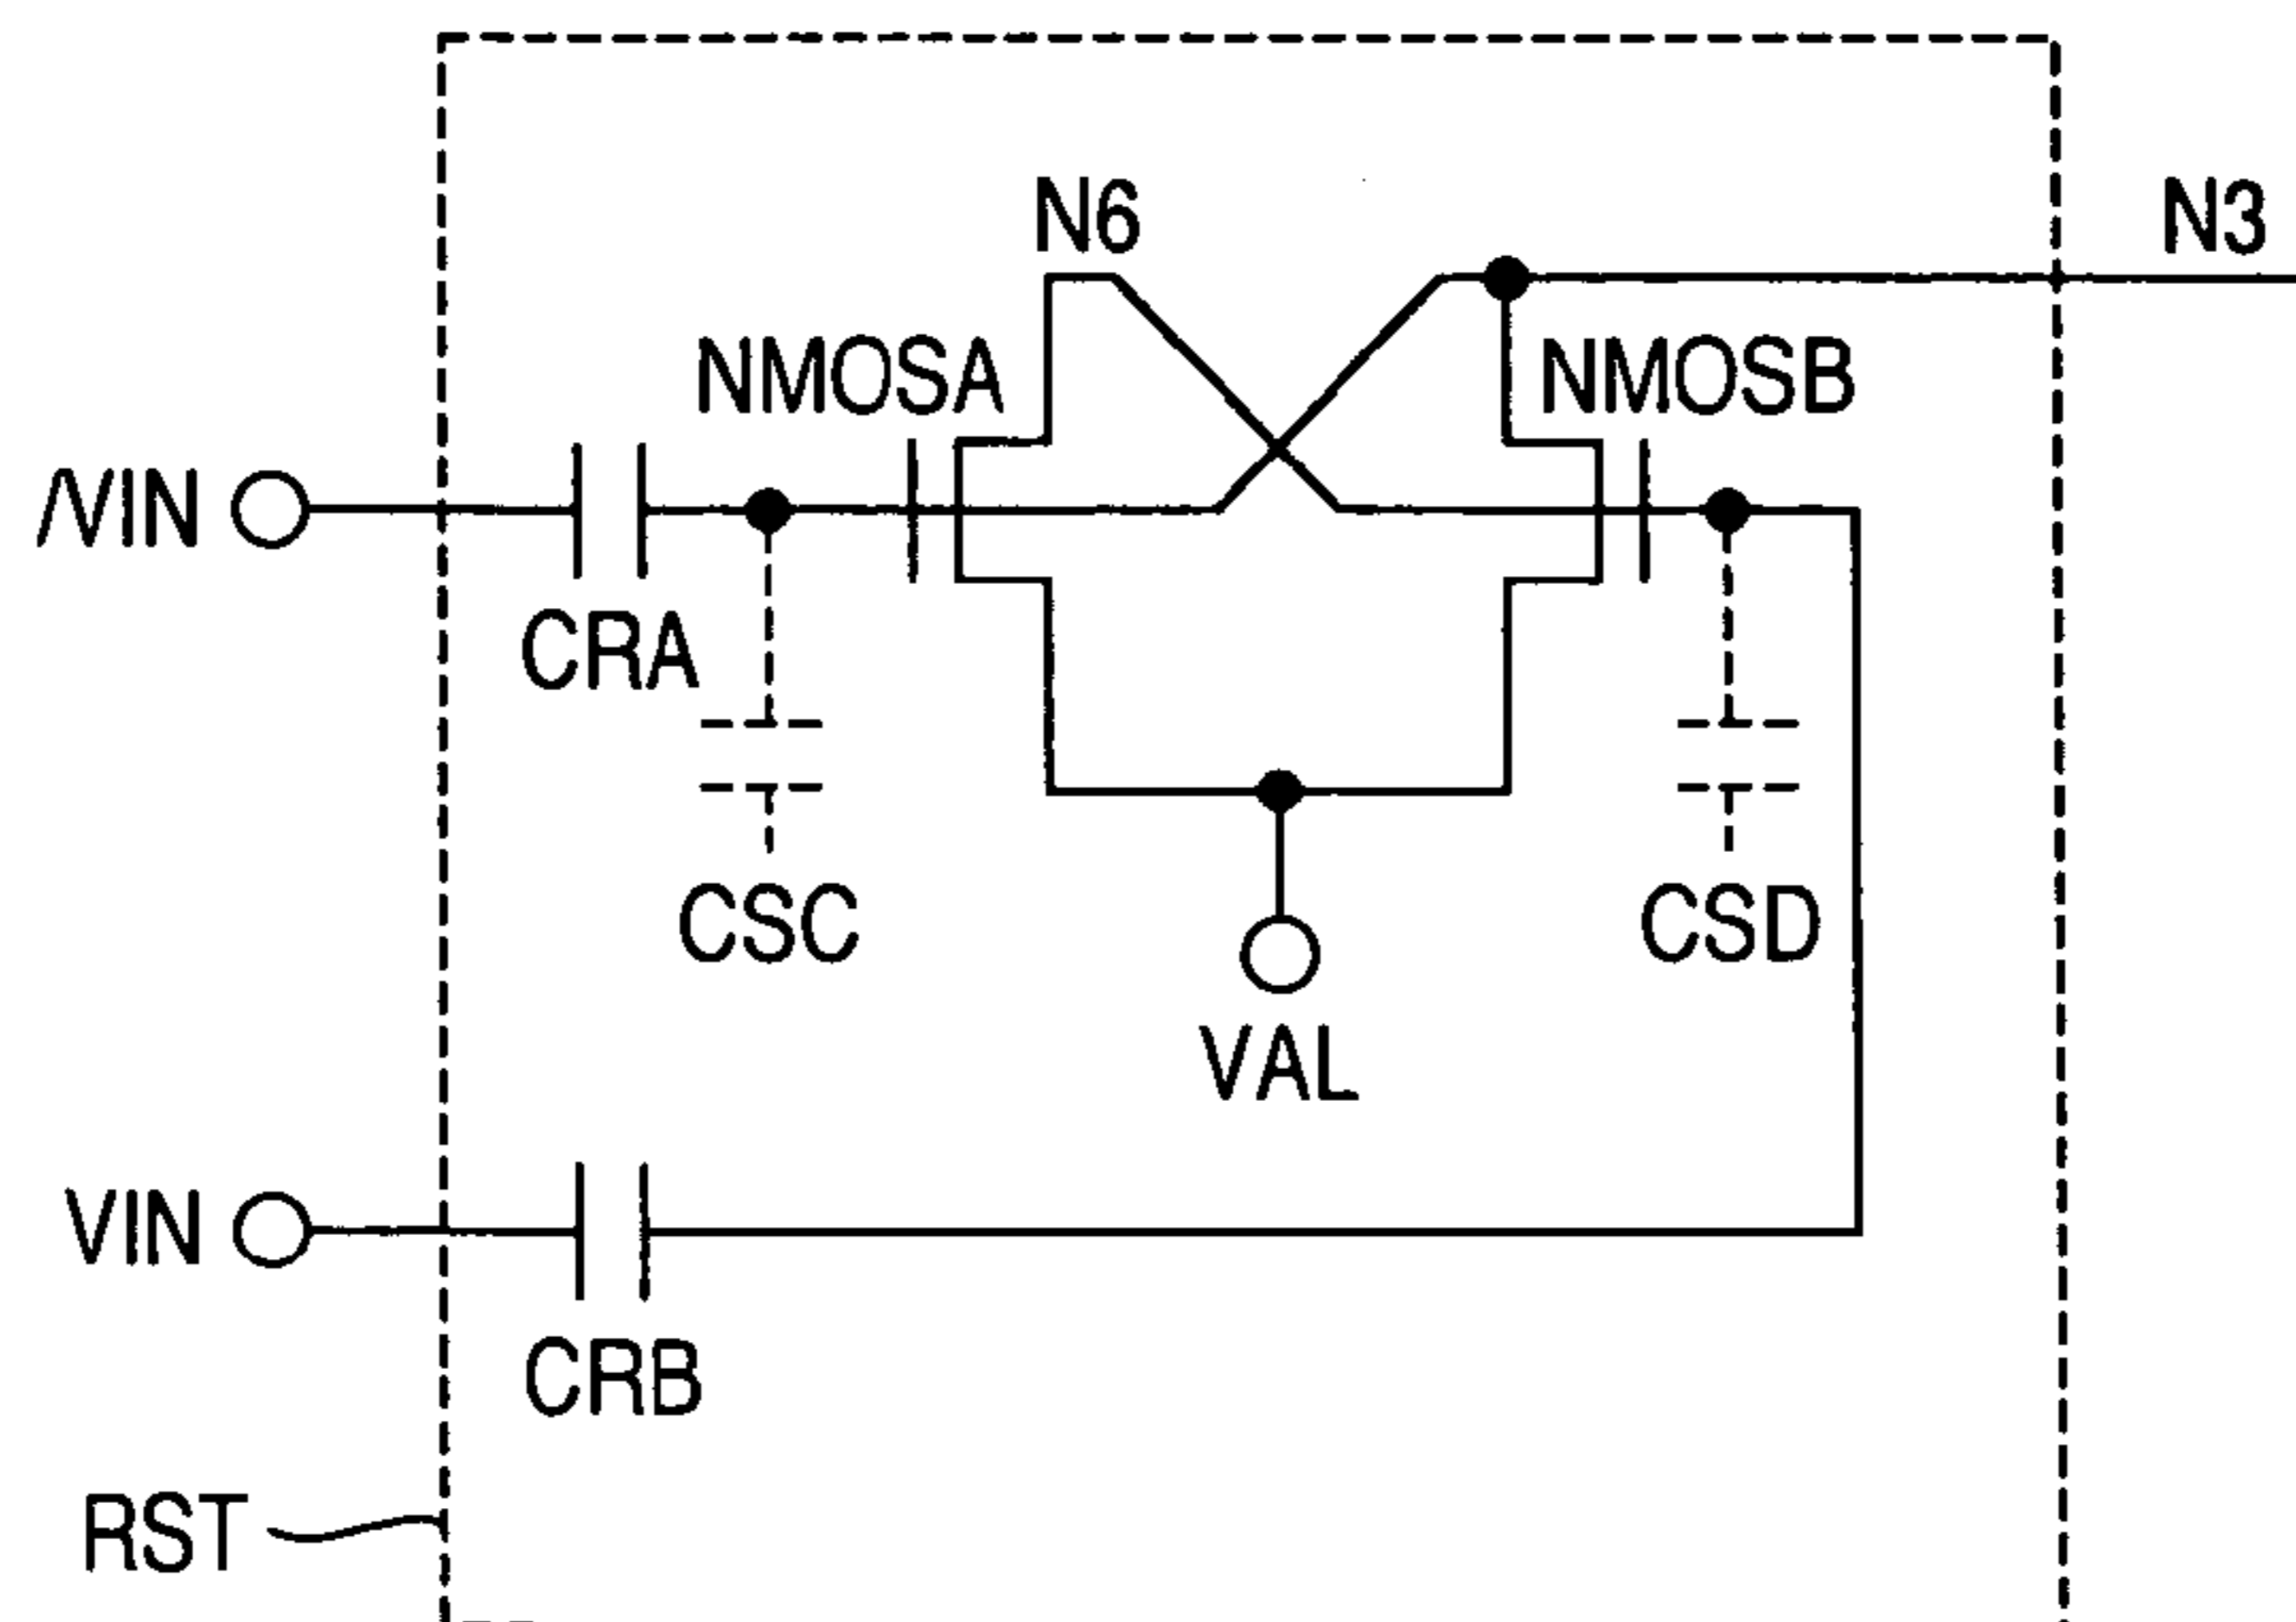 N6
N3
NMOSA
NMOSB
/VIN
CRA
CSC
CSD
VAL
VIN
CRB
RST